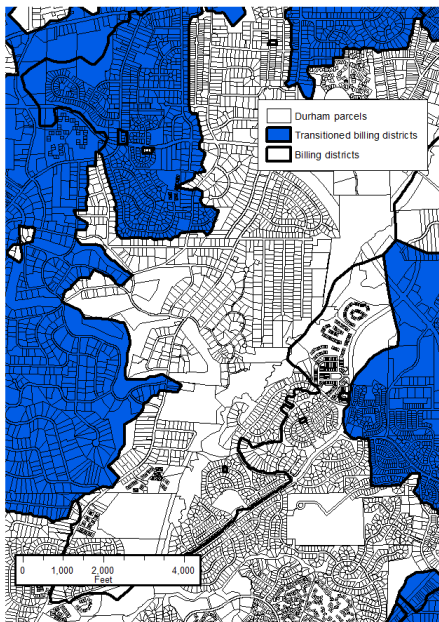 Durham parcels
Transitioned billing districts
Billing districts
0 1,000 2,000 4,000
Feet